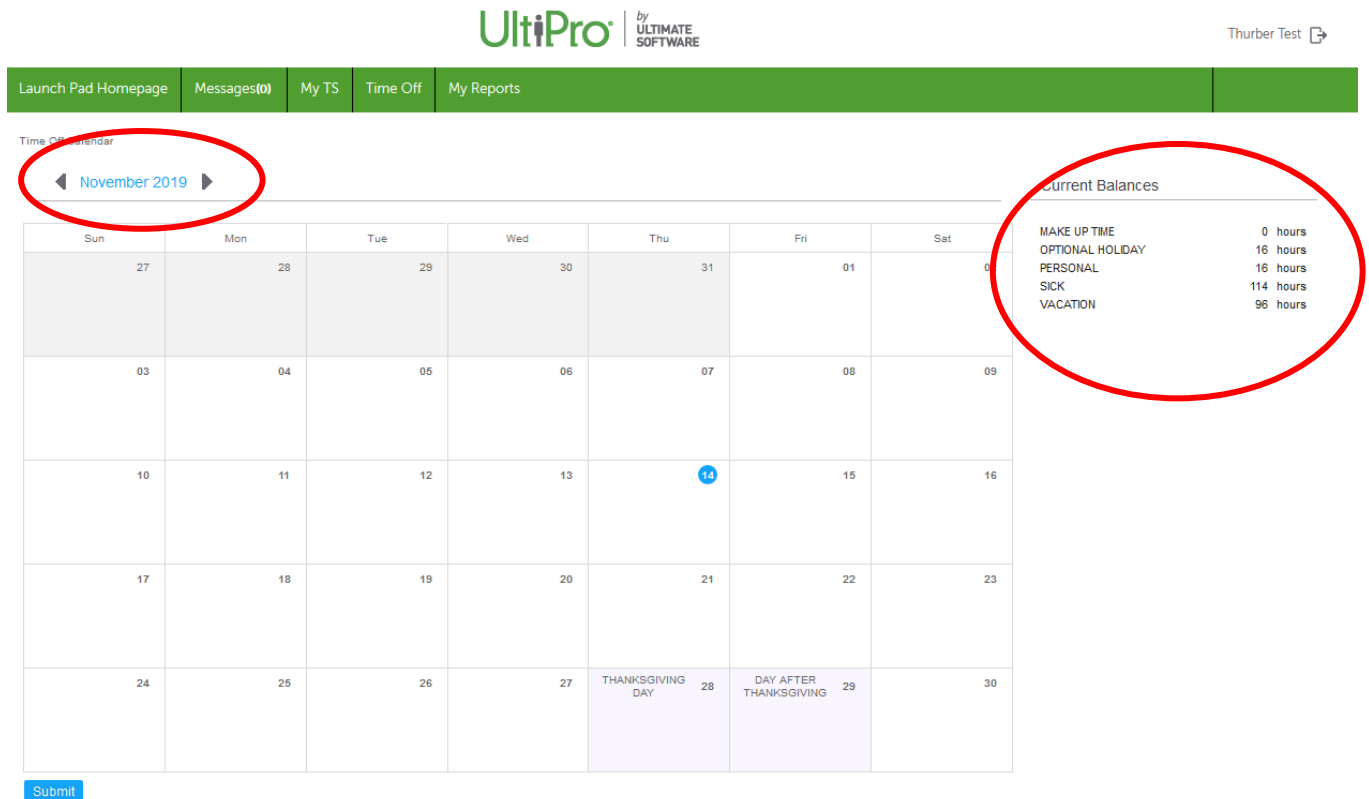 UltiPro by ULTIMATE SOFTWARE
Thurber Test
Launch Pad Homepage Messages(0) My TS Time Off My Reports
Time Off Calendar
November 2019
Current Balances
MAKE UP TIME 0 hours
OPTIONAL HOLIDAY 16 hours
PERSONAL 16 hours
SICK 114 hours
VACATION 96 hours
Sun Mon Tue Wed Thu Fri Sat
27 28 29 30 31 01 02
03 04 05 06 07 08 09
10 11 12 13 14 15 16
17 18 19 20 21 22 23
24 25 26 27 THANKSGIVING DAY 28 DAY AFTER THANKSGIVING 29 30
Submit